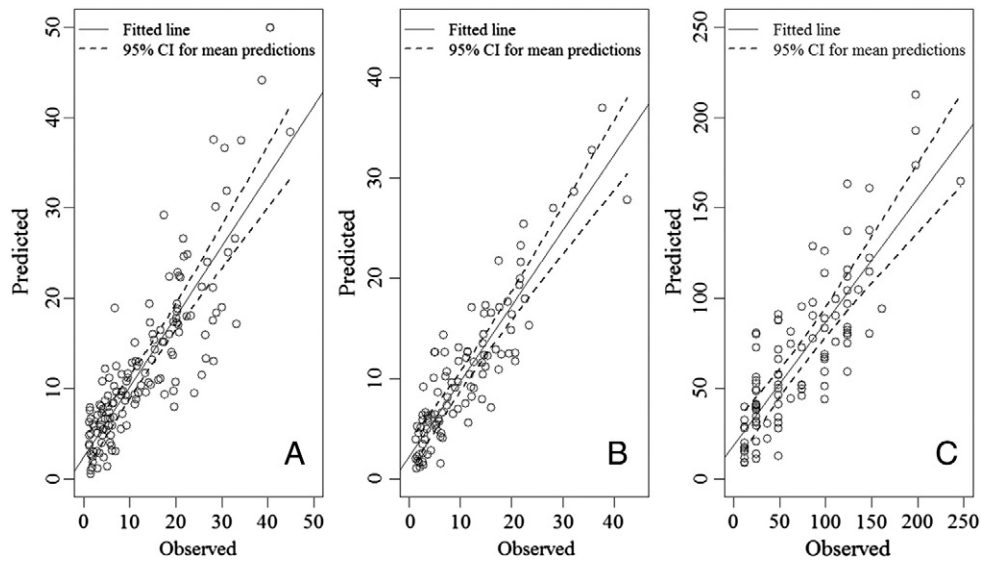 Fitted line
95% CI for mean predictions
50
40
30
20
10
0
Predicted
0 10 20 30 40 50
Observed
A
Fitted line
95% CI for mean predictions
40
30
20
10
0
Predicted
0 10 20 30 40
Observed
B
Fitted line
95% CI for mean predictions
250
200
150
100
50
0
Predicted
0 50 100 150 200 250
Observed
C